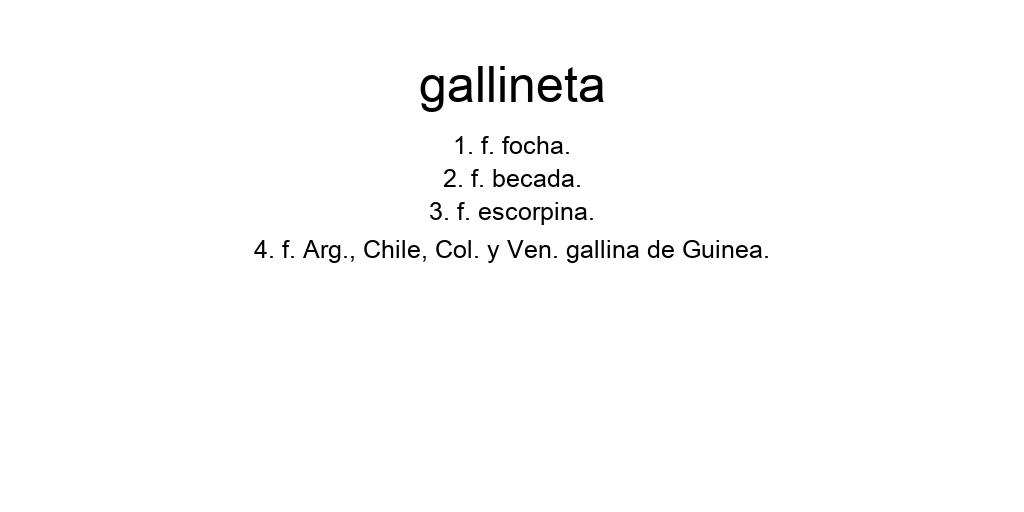 gallineta
1. f. focha.
2. f. becada.
3. f. escorpina.
4. f. Arg., Chile, Col. y Ven. gallina de Guinea.